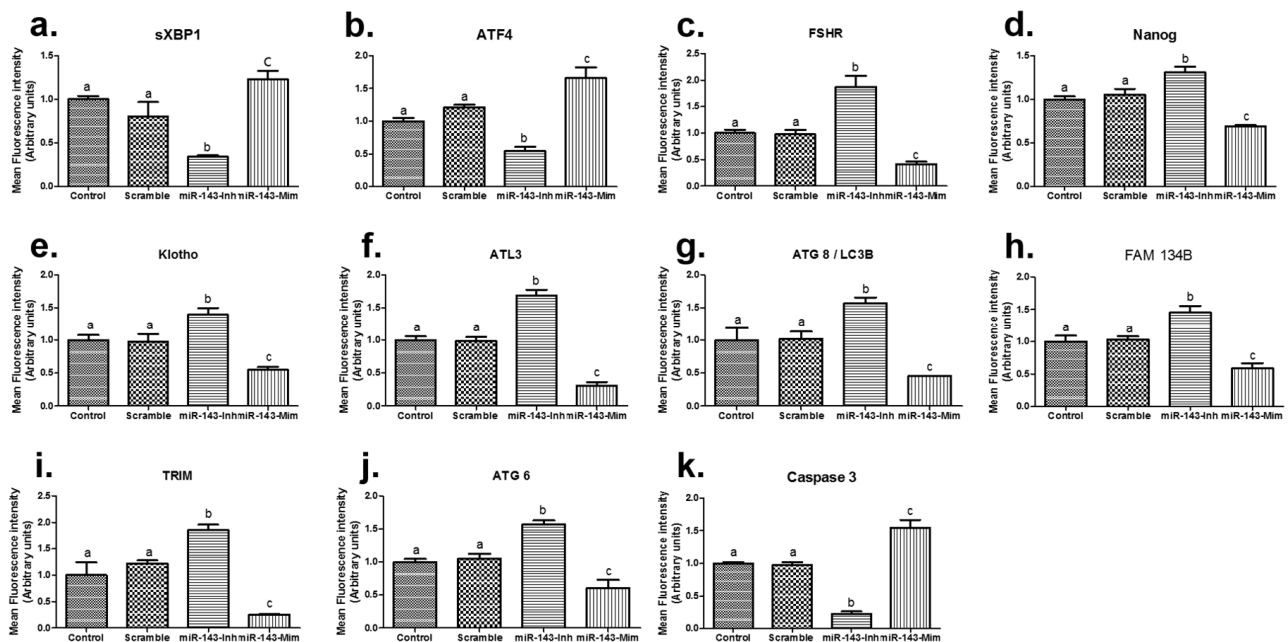 a.
sXBP1
Mean Fluorescence intensity
(Arbitrary units)
1.5
1.0
0.5
0.0
a
a
b
C
Control
Scramble
miR-143-Inh
miR-143-Mim
b.
ATF4
Mean Fluorescence intensity
(Arbitrary units)
2.0
1.5
1.0
0.5
0.0
a
a
b
c
Control
Scramble
miR-143-Inh
miR-143-Mim
c.
FSHR
Mean Fluorescence intensity
(Arbitrary units)
2.5
2.0
1.5
1.0
0.5
0.0
a
a
b
c
Control
Scramble
miR-143-Inh
miR-143-Mim
d.
Nanog
Mean Fluorescence intensity
(Arbitrary units)
1.5
1.0
0.5
0.0
a
a
b
c
Control
Scramble
miR-143-Inh
miR-143-Mim
e.
Klotho
Mean Fluorescence intensity
(Arbitrary units)
2.0
1.5
1.0
0.5
0.0
a
a
b
c
Control
Scramble
miR-143-Inh
miR-143-Mim
f.
ATL3
Mean Fluorescence intensity
(Arbitrary units)
2.0
1.5
1.0
0.5
0.0
a
a
b
c
Control
Scramble
miR-143-Inh
miR-143-Mim
g.
ATG 8 / LC3B
Mean Fluorescence intensity
(Arbitrary units)
2.0
1.5
1.0
0.5
0.0
a
a
b
c
Control
Scramble
miR-143-Inh
miR-143-Mim
h.
FAM 134B
Mean Fluorescence intensity
(Arbitrary units)
2.0
1.5
1.0
0.5
0.0
a
a
b
c
Control
Scramble
miR-143-Inh
miR-143-Mim
i.
TRIM
Mean Fluorescence intensity
(Arbitrary units)
2.5
2.0
1.5
1.0
0.5
0.0
a
a
b
c
Control
Scramble
miR-143-Inh
miR-143-Mim
j.
ATG 6
Mean Fluorescence intensity
(Arbitrary units)
2.0
1.5
1.0
0.5
0.0
a
a
b
c
Control
Scramble
miR-143-Inh
miR-143-Mim
k.
Caspase 3
Mean Fluorescence intensity
(Arbitrary units)
2.0
1.5
1.0
0.5
0.0
a
a
b
c
Control
Scramble
miR-143-Inh
miR-143-Mim